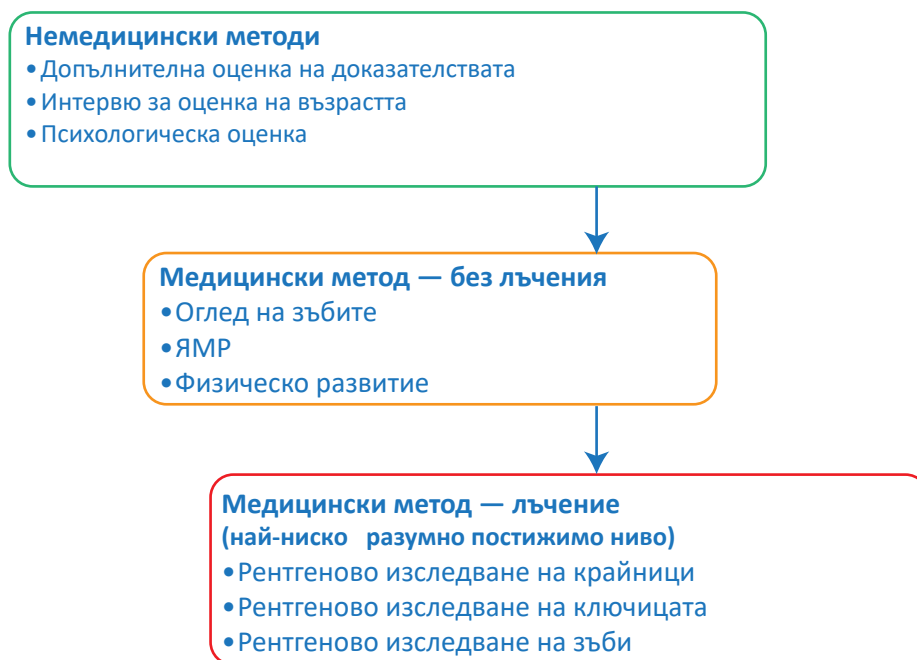 Немедицински методи
•Допълнителна оценка на доказателствата
•Интервю за оценка на възрастта
•Психологическа оценка
Медицински метод — без лъчения
•Оглед на зъбите
•ЯМР
•Физическо развитие
Медицински метод — лъчение
(най-ниско разумно постижимо ниво)
•Рентгеново изследване на крайници
•Рентгеново изследване на ключицата
•Рентгеново изследване на зъби